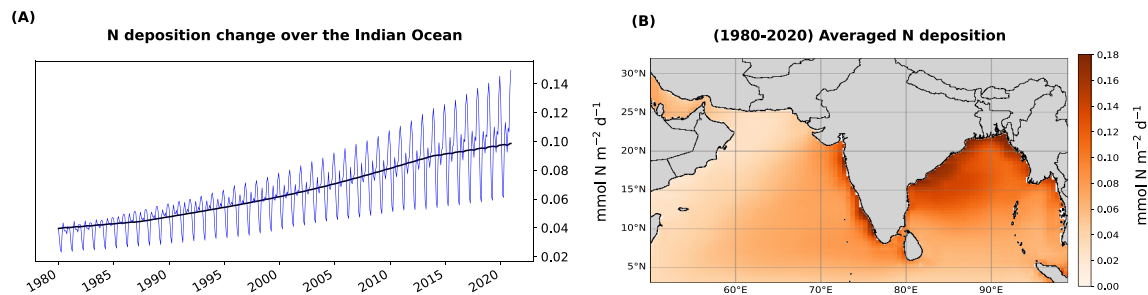 (A)
N deposition change over the Indian Ocean
0.14
0.12
0.10
0.08
0.06
0.04
0.02
mmol N m⁻² d⁻¹
1980
1985
1990
1995
2000
2005
2010
2015
2020
(B)
(1980-2020) Averaged N deposition
30°N
25°N
20°N
15°N
10°N
5°N
60°E
70°E
80°E
90°E
0.18
0.16
0.14
0.12
0.10
0.08
0.06
0.04
0.02
0.00
mmol N m⁻² d⁻¹